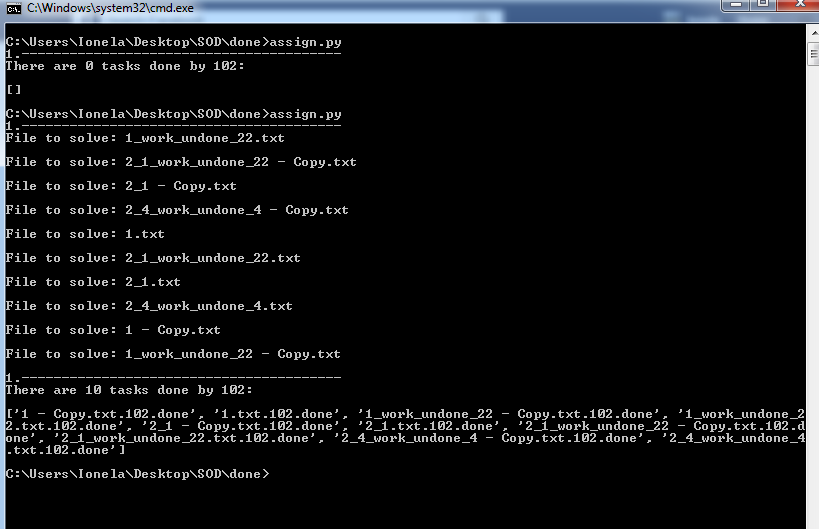 C:\Windows\system32\cmd.exe
C:\Users\Ionela\Desktop\SOD\done>assign.py
1.----------------------------------------
There are 0 tasks done by 102:
[]
C:\Users\Ionela\Desktop\SOD\done>assign.py
1.----------------------------------------
File to solve: 1_work_undone_22.txt
File to solve: 2_1_work_undone_22 - Copy.txt
File to solve: 2_1 - Copy.txt
File to solve: 2_4_work_undone_4 - Copy.txt
File to solve: 1.txt
File to solve: 2_1_work_undone_22.txt
File to solve: 2_1.txt
File to solve: 2_4_work_undone_4.txt
File to solve: 1 - Copy.txt
File to solve: 1_work_undone_22 - Copy.txt
1.----------------------------------------
There are 10 tasks done by 102:
['1 - Copy.txt.102.done', '1.txt.102.done', '1_work_undone_22 - Copy.txt.102.done', '1_work_undone_2
2.txt.102.done', '2_1 - Copy.txt.102.done', '2_1.txt.102.done', '2_1_work_undone_22 - Copy.txt.102.d
one', '2_1_work_undone_22.txt.102.done', '2_4_work_undone_4 - Copy.txt.102.done', '2_4_work_undone_4
.txt.102.done']
C:\Users\Ionela\Desktop\SOD\done>